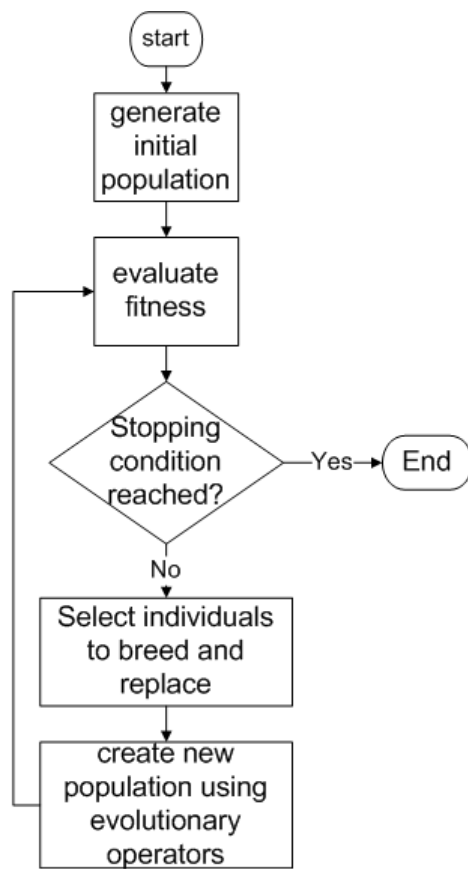 start
generate
initial
population
evaluate
fitness
Stopping
condition
reached?
Yes
End
No
Select individuals
to breed and
replace
create new
population using
evolutionary
operators